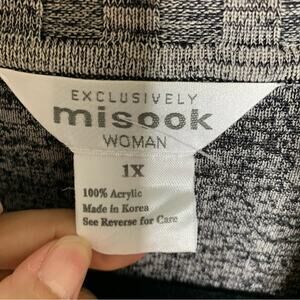 EXCLUSIVELY
misook
WOMAN
1X
100% Acrylic
Made in Korea
See Reverse for Care